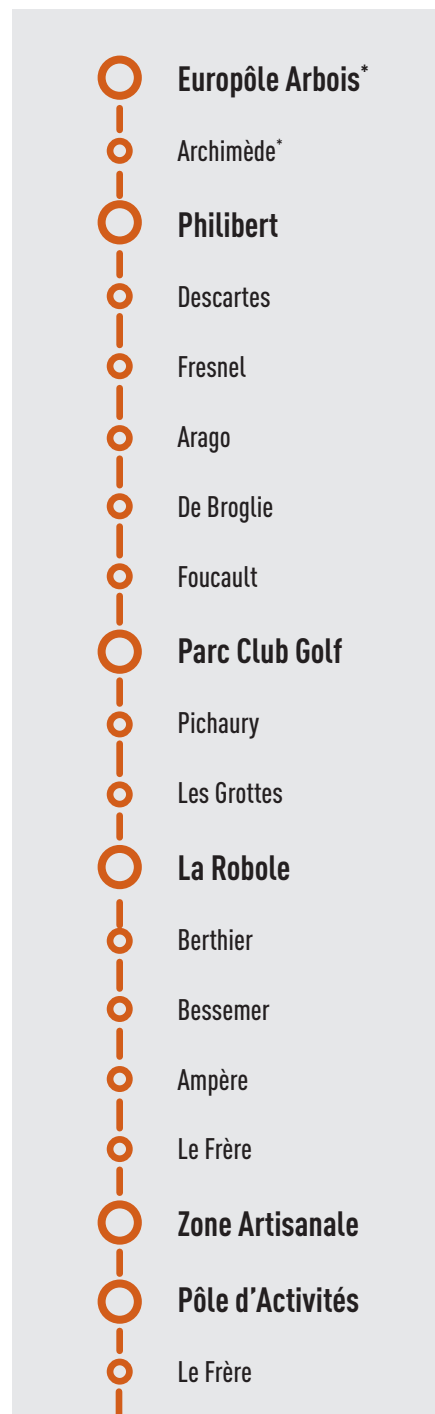 Europôle Arbois*
Archimède*
Philibert
Descartes
Fresnel
Arago
De Broglie
Foucault
Parc Club Golf
Pichaury
Les Grottes
La Robole
Berthier
Bessemer
Ampère
Le Frère
Zone Artisanale
Pôle d’Activités
Le Frère